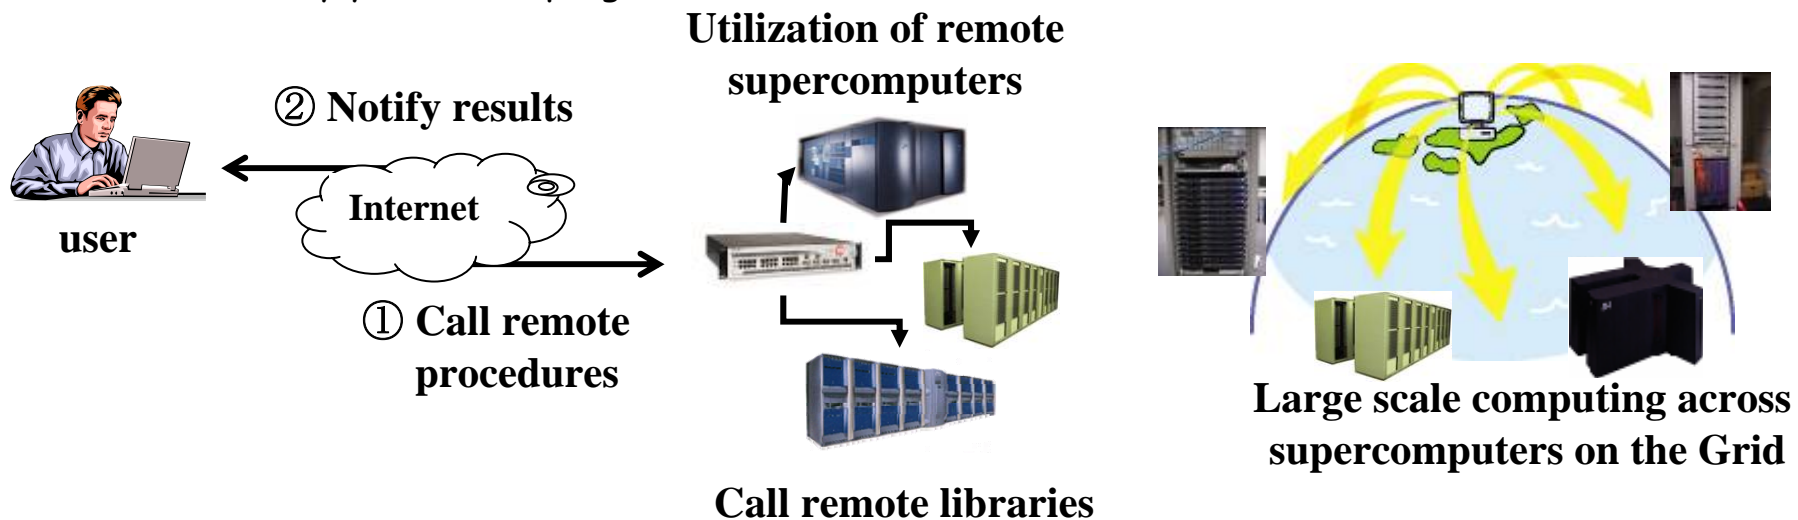 Utilization of remote
supercomputers
② Notify results
Internet
user
① Call remote
procedures
Large scale computing across
supercomputers on the Grid
Call remote libraries